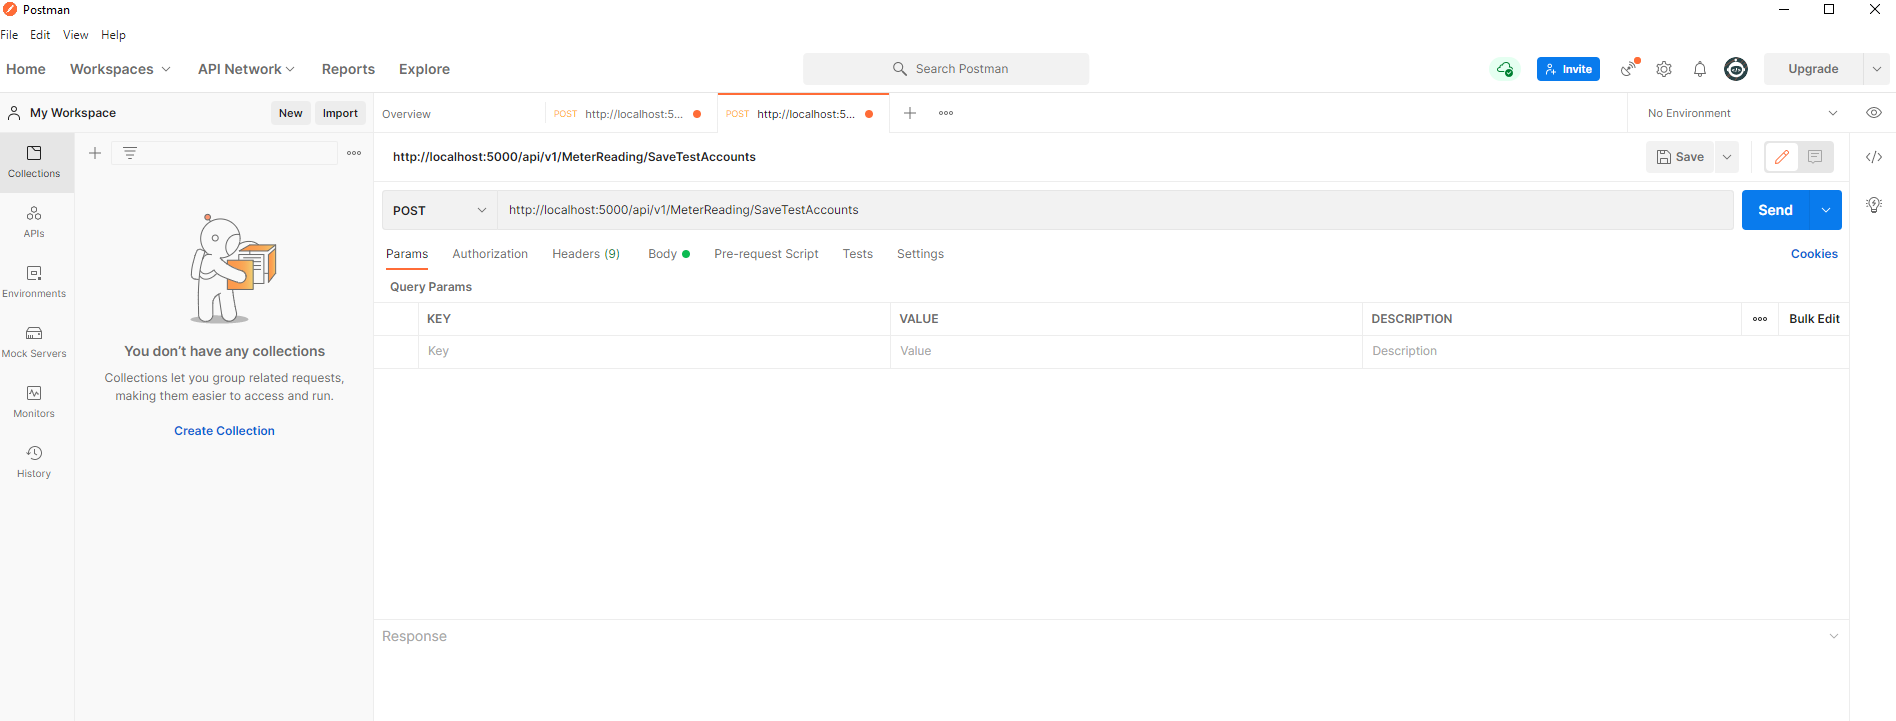 Postman
File Edit View Help
Home Workspaces API Network Reports Explore Search Postman Invite Upgrade
My Workspace New Import
Overview POST http://localhost:5... POST http://localhost:5... No Environment
http://localhost:5000/api/v1/MeterReading/SaveTestAccounts Save
POST http://localhost:5000/api/v1/MeterReading/SaveTestAccounts Send
Params Authorization Headers (9) Body Pre-request Script Tests Settings Cookies
Query Params
KEY VALUE DESCRIPTION Bulk Edit
Key Value Description
Response
Collections
APIs
Environments
Mock Servers
Monitors
History
You don't have any collections
Collections let you group related requests,
making them easier to access and run.
Create Collection